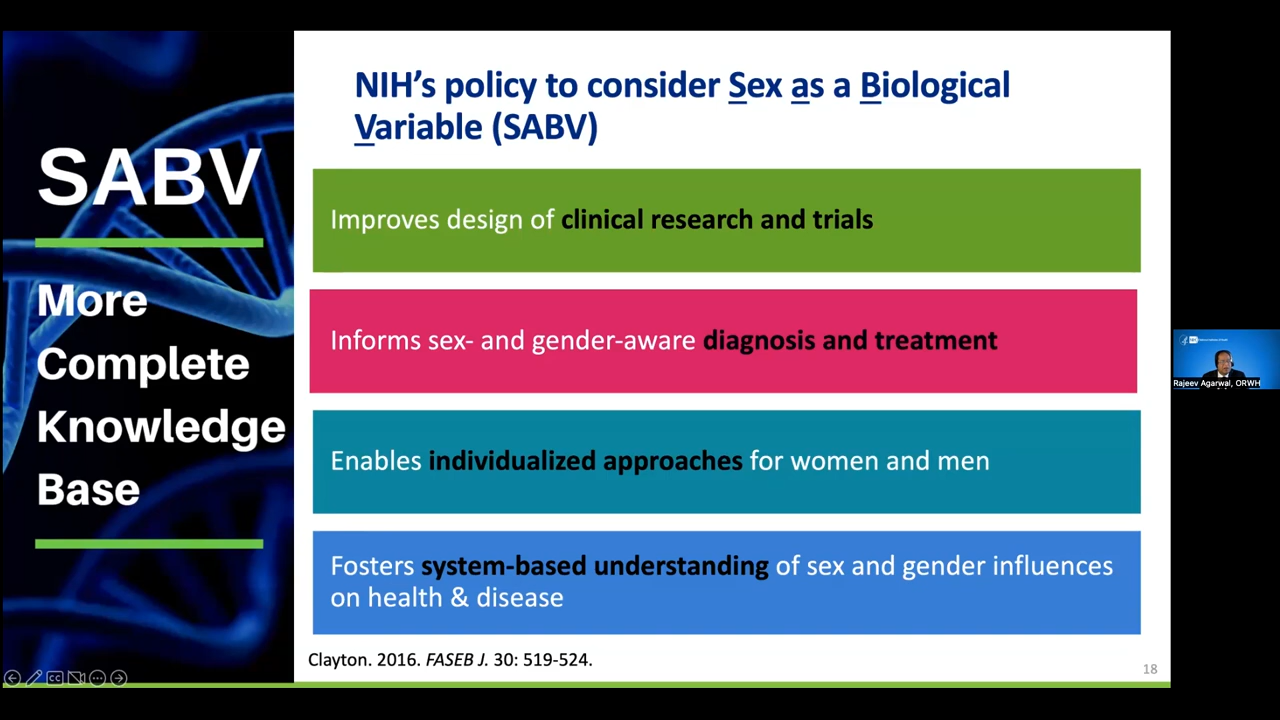 SABV
More
Complete
Knowledge
Base
NIH's policy to consider Sex as a Biological
Variable (SABV)
Improves design of clinical research and trials
Informs sex- and gender-aware diagnosis and treatment
Enables individualized approaches for women and men
Fosters system-based understanding of sex and gender influences
on health & disease
Clayton. 2016. FASEB J. 30: 519-524.
18
CC
Rajeev Agarwal, ORWH